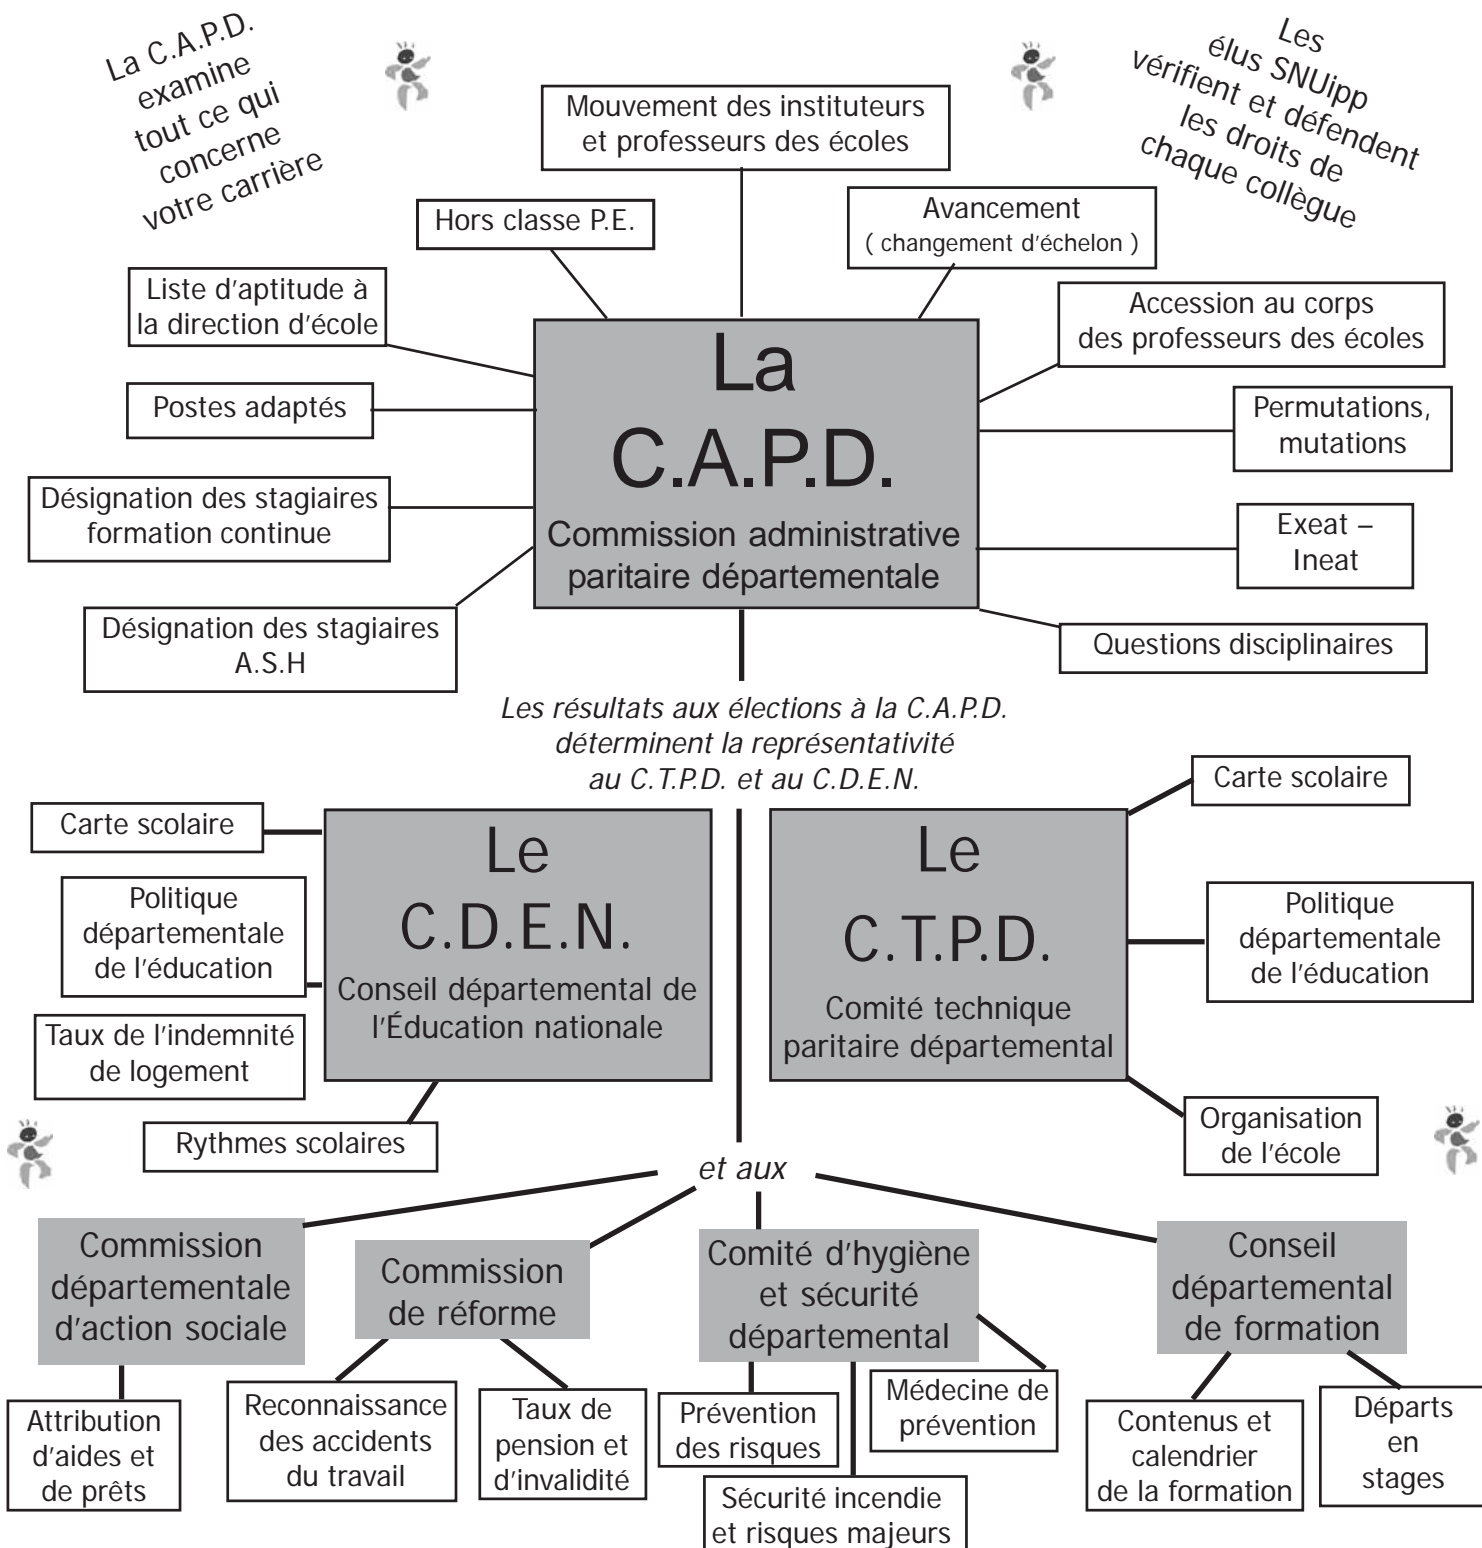 La C.A.P.D.
examine
tout ce qui
concerne
votre carrière
Les
élus SNUipp
vérifient et défendent
les droits de
chaque collègue
Mouvement des instituteurs
et professeurs des écoles
Hors classe P.E.
Avancement
( changement d'échelon )
Liste d'aptitude à
la direction d'école
Accession au corps
des professeurs des écoles
Postes adaptés
Permutations,
mutations
Désignation des stagiaires
formation continue
Exeat –
Ineat
Désignation des stagiaires
A.S.H
Questions disciplinaires
La
C.A.P.D.
Commission administrative
paritaire départementale
Les résultats aux élections à la C.A.P.D.
déterminent la représentativité
au C.T.P.D. et au C.D.E.N.
Carte scolaire
Politique
départementale
de l'éducation
Taux de l'indemnité
de logement
Rythmes scolaires
Le
C.D.E.N.
Conseil départemental de
l'Éducation nationale
Le
C.T.P.D.
Comité technique
paritaire départemental
Carte scolaire
Politique
départementale
de l'éducation
Organisation
de l'école
et aux
Commission
départementale
d'action sociale
Commission
de réforme
Comité d'hygiène
et sécurité
départemental
Conseil
départemental
de formation
Attribution
d'aides et
de prêts
Reconnaissance
des accidents
du travail
Taux de
pension et
d'invalidité
Prévention
des risques
Sécurité incendie
et risques majeurs
Médecine de
prévention
Contenus et
calendrier
de la formation
Départs
en
stages